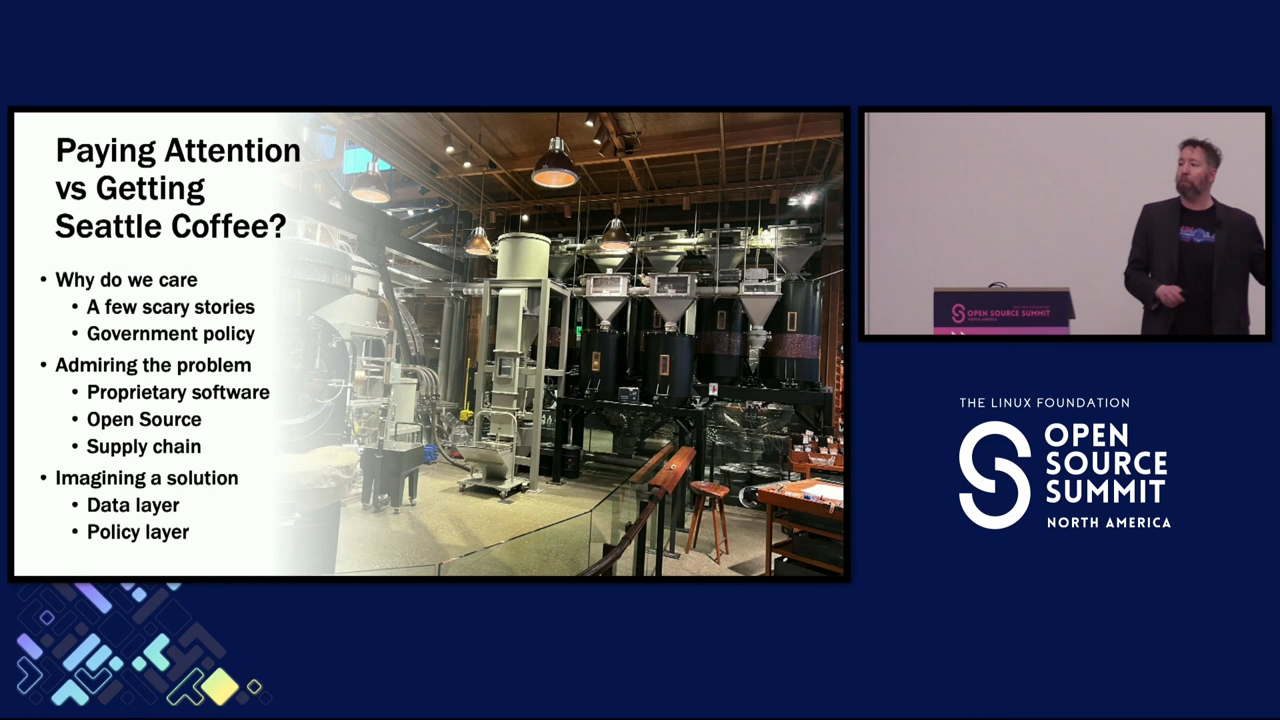 Paying Attention
vs Getting
Seattle Coffee?
• Why do we care
• A few scary stories
• Government policy
• Admiring the problem
• Proprietary software
• Open Source
• Supply chain
• Imagining a solution
• Data layer
• Policy layer
OPEN SOURCE SUMMIT
NORTH AMERICA
THE LINUX FOUNDATION
OPEN
SOURCE
SUMMIT
NORTH AMERICA